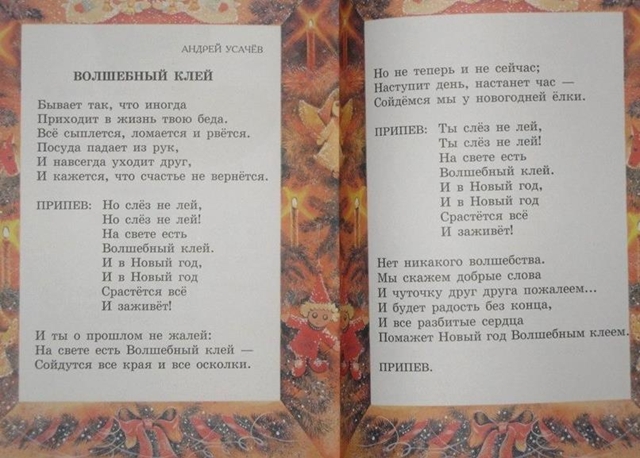 АНДРЕЙ УСАЧЁВ
ВОЛШЕБНЫЙ КЛЕЙ
Бывает так, что иногда
Приходит в жизнь твою беда.
Всё сыплется, ломается и рвётся.
Посуда падает из рук,
И навсегда уходит друг,
И кажется, что счастье не вернётся.
ПРИПЕВ: Но слёз не лей,
Но слёз не лей!
На свете есть
Волшебный клей.
И в Новый год,
И в Новый год
Срастётся всё
И заживёт!
И ты о прошлом не жалей:
На свете есть Волшебный клей —
Сойдутся все края и все осколки.
Но не теперь и не сейчас;
Наступит день, настанет час —
Сойдёмся мы у новогодней ёлки.
ПРИПЕВ: Ты слёз не лей,
Ты слёз не лей!
На свете есть
Волшебный клей.
И в Новый год,
И в Новый год
Срастётся всё
И заживёт!
Нет никакого волшебства.
Мы скажем добрые слова
И чуточку друг друга пожалеем...
И будет радость без конца,
И все разбитые сердца
Помажет Новый год Волшебным клеем.
ПРИПЕВ.